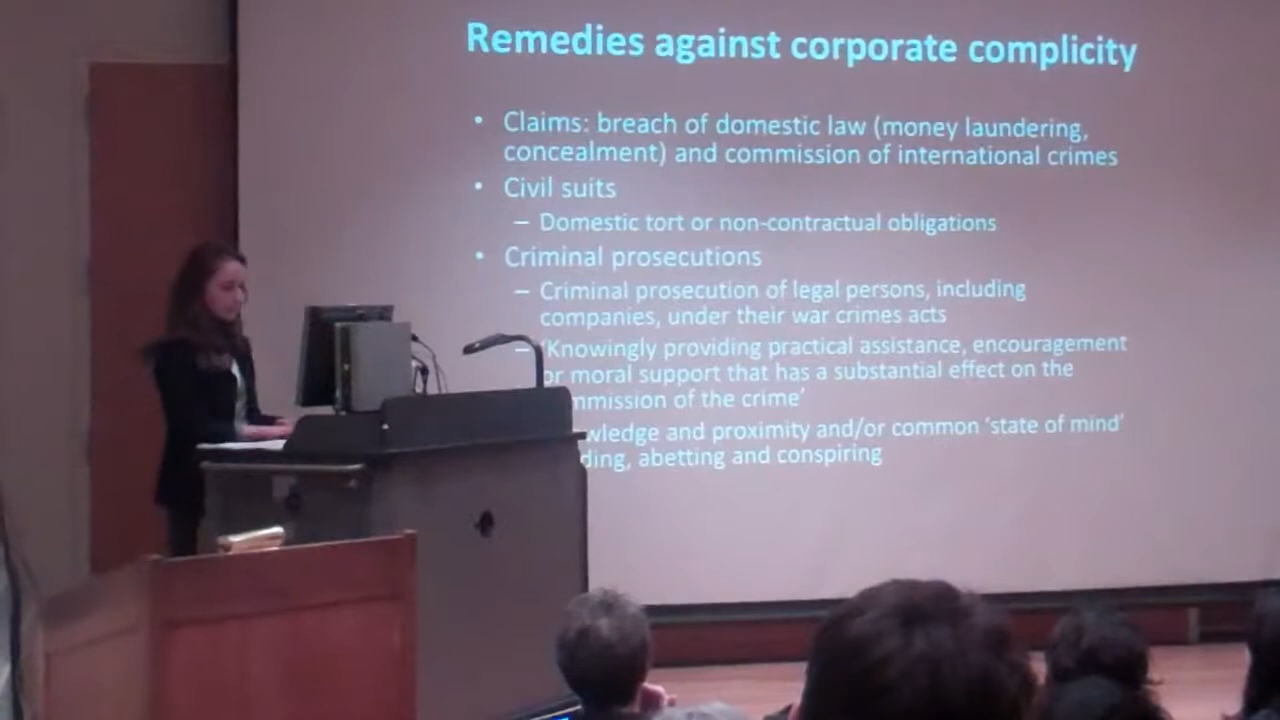 Remedies against corporate complicity
• Claims: breach of domestic law (money laundering,
concealment) and commission of international crimes
• Civil suits
– Domestic tort or non-contractual obligations
• Criminal prosecutions
– Criminal prosecution of legal persons, including
companies, under their war crimes acts
– 'Knowingly providing practical assistance, encouragement
or moral support that has a substantial effect on the
mmission of the crime'
wledge and proximity and/or common 'state of mind'
ding, abetting and conspiring